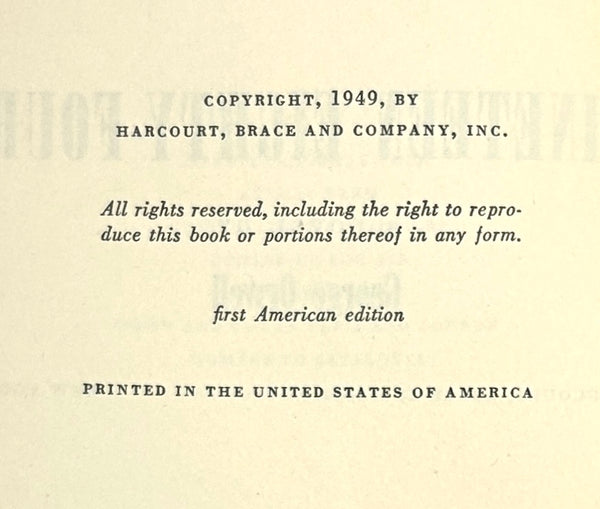 COPYRIGHT, 1949, BY
HARCOURT, BRACE AND COMPANY, INC.
All rights reserved, including the right to repro-
duce this book or portions thereof in any form.
first American edition
PRINTED IN THE UNITED STATES OF AMERICA